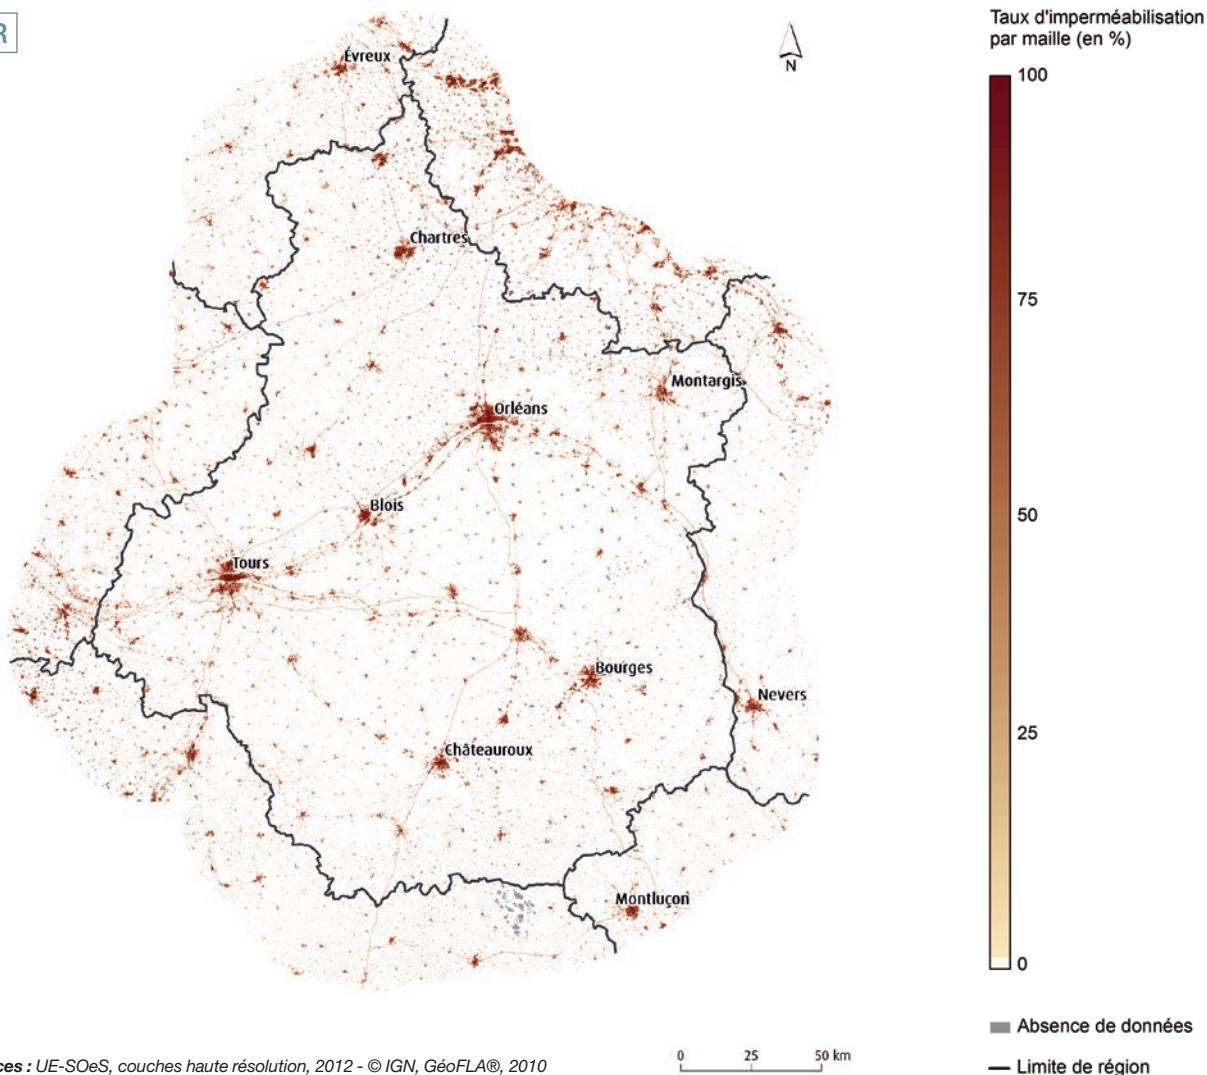 R
Taux d'imperméabilisation
par maille (en %)
100
75
50
25
0
N
Évreux
Chartres
Montargis
Orléans
Blois
Tours
Bourges
Nevers
Châteauroux
Montluçon
Absence de données
Limite de région
0 25 50 km
ces : UE-SOeS, couches haute résolution, 2012 - © IGN, GéoFLA®, 2010